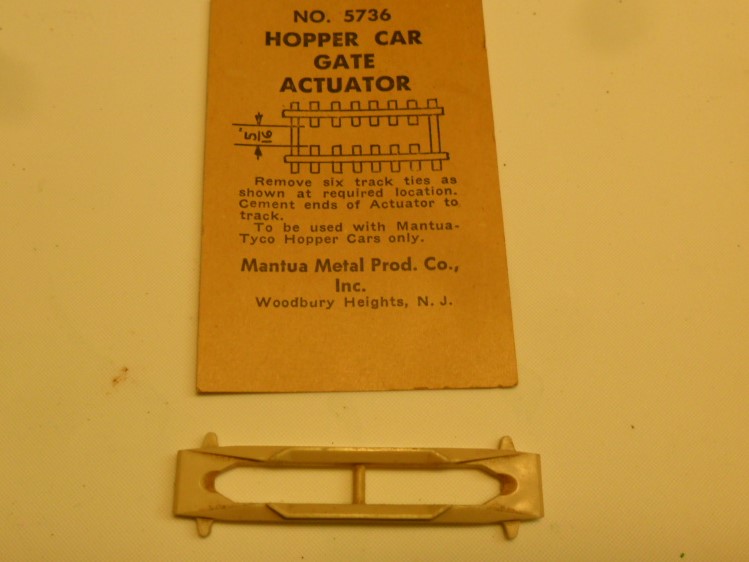 NO. 5736
HOPPER CAR
GATE
ACTUATOR
5/16"
Remove six track ties as
shown at required location.
Cement ends of Actuator to
track.
To be used with Mantua-
Tyco Hopper Cars only.
Mantua Metal Prod. Co.,
Inc.
Woodbury Heights, N. J.